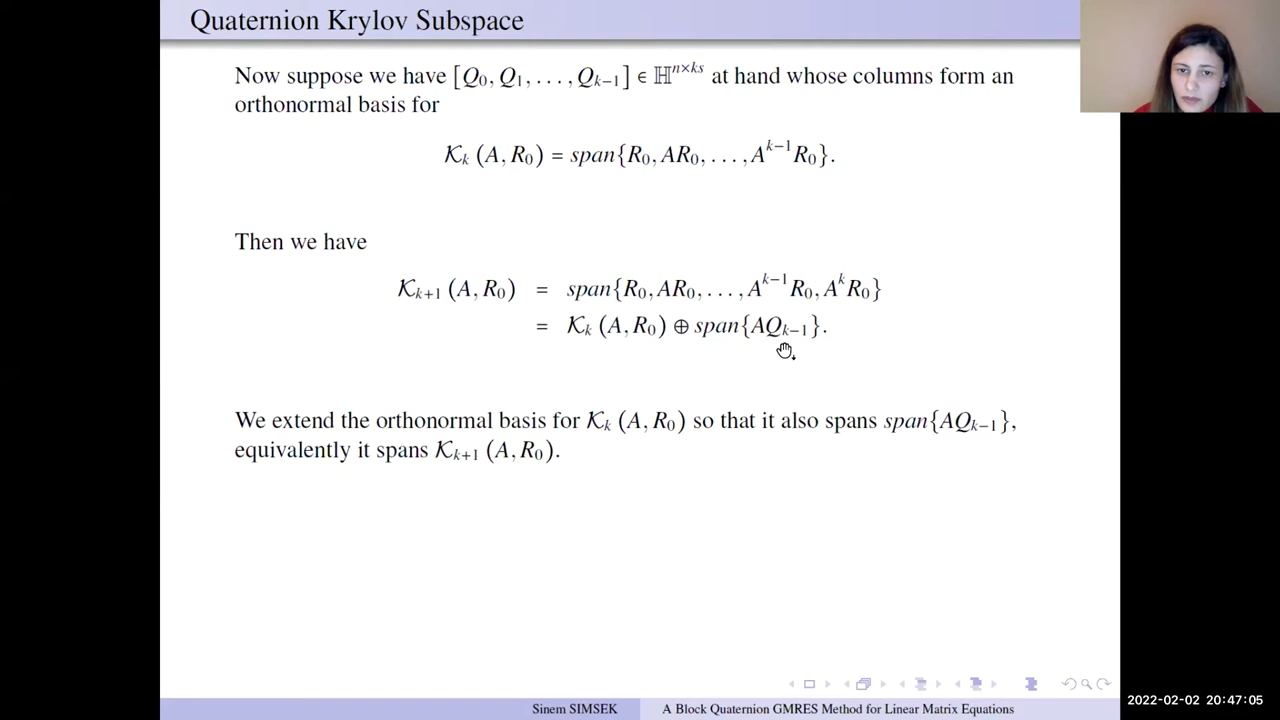 Quaternion Krylov Subspace
Now suppose we have [Q₀, Q₁, . . . , Qₖ₋₁] ∈ ℍⁿˣᵏˢ at hand whose columns form an
orthonormal basis for
𝒦ₖ (A, R₀) = span{R₀, AR₀, . . . , Aᵏ⁻¹R₀}.
Then we have
𝒦ₖ₊₁ (A, R₀) = span{R₀, AR₀, . . . , Aᵏ⁻¹R₀, AᵏR₀}
= 𝒦ₖ (A, R₀) ⊕ span{AQₖ₋₁}.
We extend the orthonormal basis for 𝒦ₖ (A, R₀) so that it also spans span{AQₖ₋₁},
equivalently it spans 𝒦ₖ₊₁ (A, R₀).
Sinem SIMSEK A Block Quaternion GMRES Method for Linear Matrix Equations
2022-02-02 20:47:05